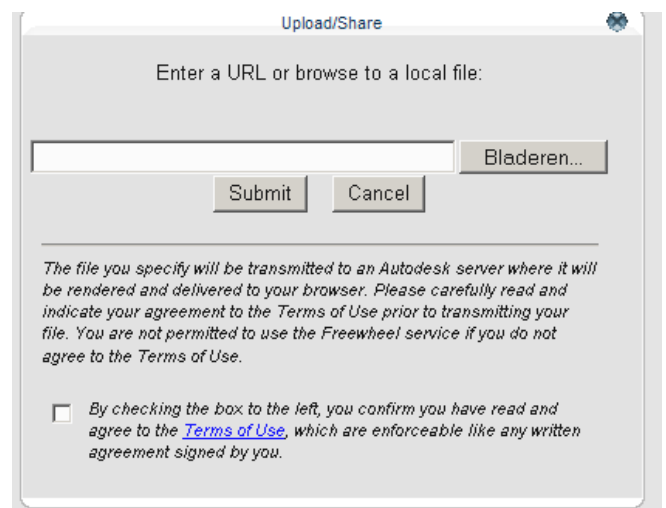 Upload/Share
Enter a URL or browse to a local file:
Bladeren...
Submit Cancel
The file you specify will be transmitted to an Autodesk server where it will
be rendered and delivered to your browser. Please carefully read and
indicate your agreement to the Terms of Use prior to transmitting your
file. You are not permitted to use the Freewheel service if you do not
agree to the Terms of Use.
By checking the box to the left, you confirm you have read and
agree to the Terms of Use, which are enforceable like any written
agreement signed by you.